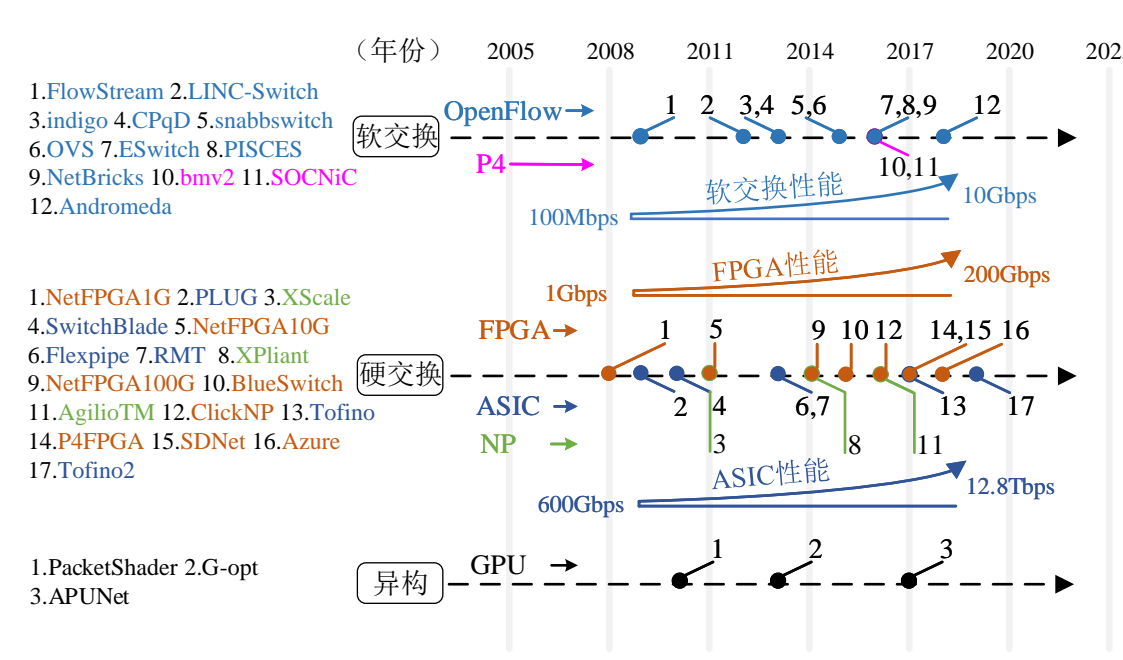 （年份） 2005 2008 2011 2014 2017 2020 202
1.FlowStream 2.LINC-Switch
3.indigo 4.CPqD 5.snabbswitch
6.OVS 7.ESwitch 8.PISCES
9.NetBricks 10.bmv2 11.SOCNiC
12.Andromeda
软交换
OpenFlow 1 2 3,4 5,6 7,8,9 12
P4 10,11
软交换性能
100Mbps 10Gbps
FPGA性能
1Gbps 200Gbps
1.NetFPGA1G 2.PLUG 3.XScale
4.SwitchBlade 5.NetFPGA10G
6.Flexpipe 7.RMT 8.XPliant
9.NetFPGA100G 10.BlueSwitch
11.AgilioTM 12.ClickNP 13.Tofino
14.P4FPGA 15.SDNet 16.Azure
17.Tofino2
硬交换
FPGA 1 5 9 10 12 14,15 16
ASIC 2 4 6,7 13 17
NP 3 8 11
ASIC性能
600Gbps 12.8Tbps
1.PacketShader 2.G-opt
3.APUNet
异构
GPU 1 2 3